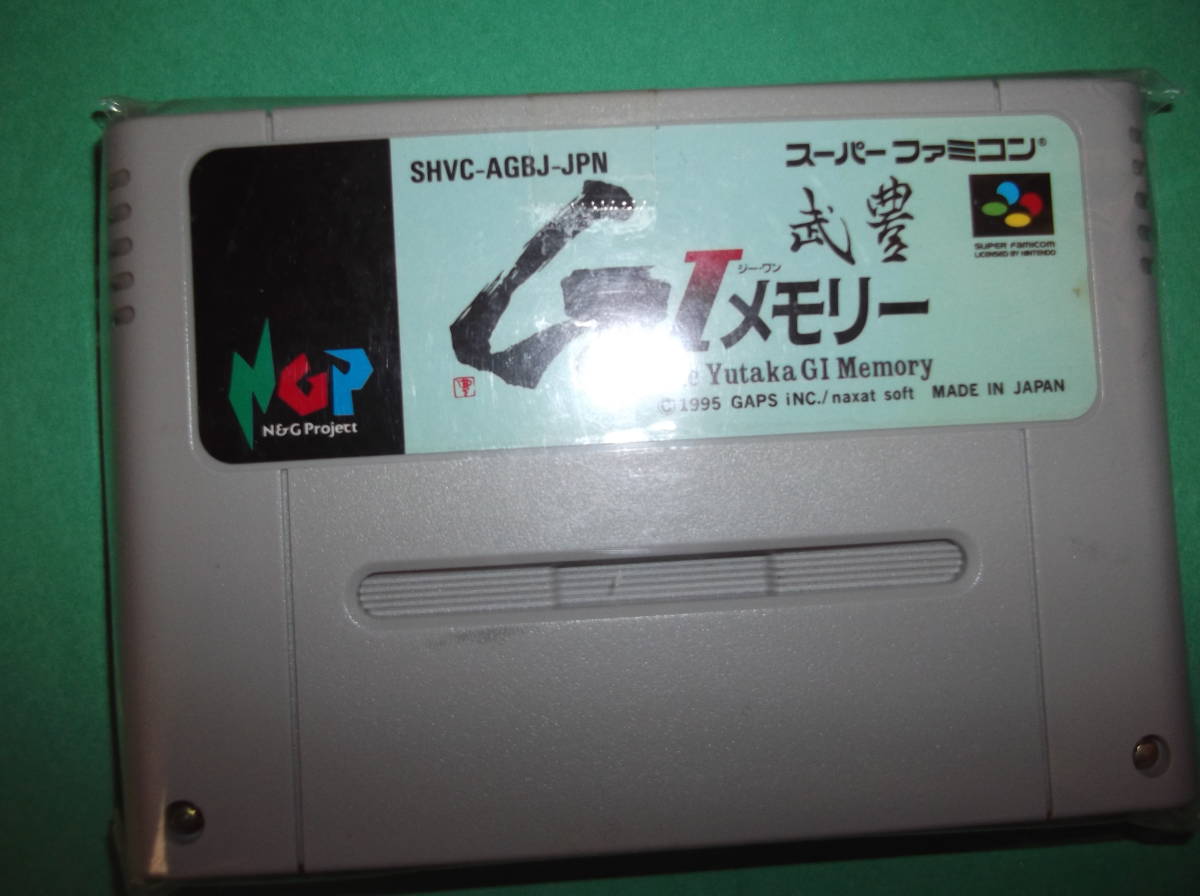 SHVC-AGBJ-JPN
スーパーファミコン®
SUPER FAMICOM
LICENSED BY NINTENDO
武豊
ジー・ワン
GIメモリー
Yutaka GI Memory
©1995 GAPS iNC./naxat soft MADE IN JAPAN
NGP
N&G Project